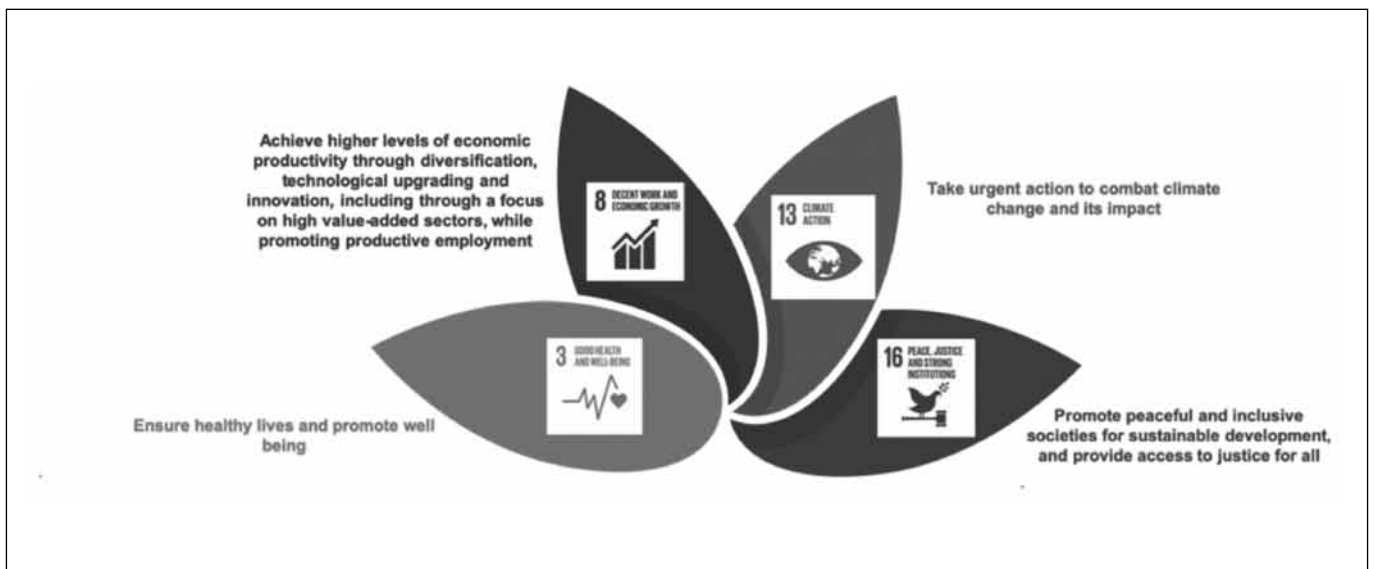 Achieve higher levels of economic
productivity through diversification,
technological upgrading and
innovation, including through a focus
on high value-added sectors, while
promoting productive employment
8 DECENT WORK AND
ECONOMIC GROWTH
13 CLIMATE
ACTION
Take urgent action to combat climate
change and its impact
3 GOOD HEALTH
AND WELL-BEING
Ensure healthy lives and promote well
being
16 PEACE, JUSTICE
AND STRONG
INSTITUTIONS
Promote peaceful and inclusive
societies for sustainable development,
and provide access to justice for all